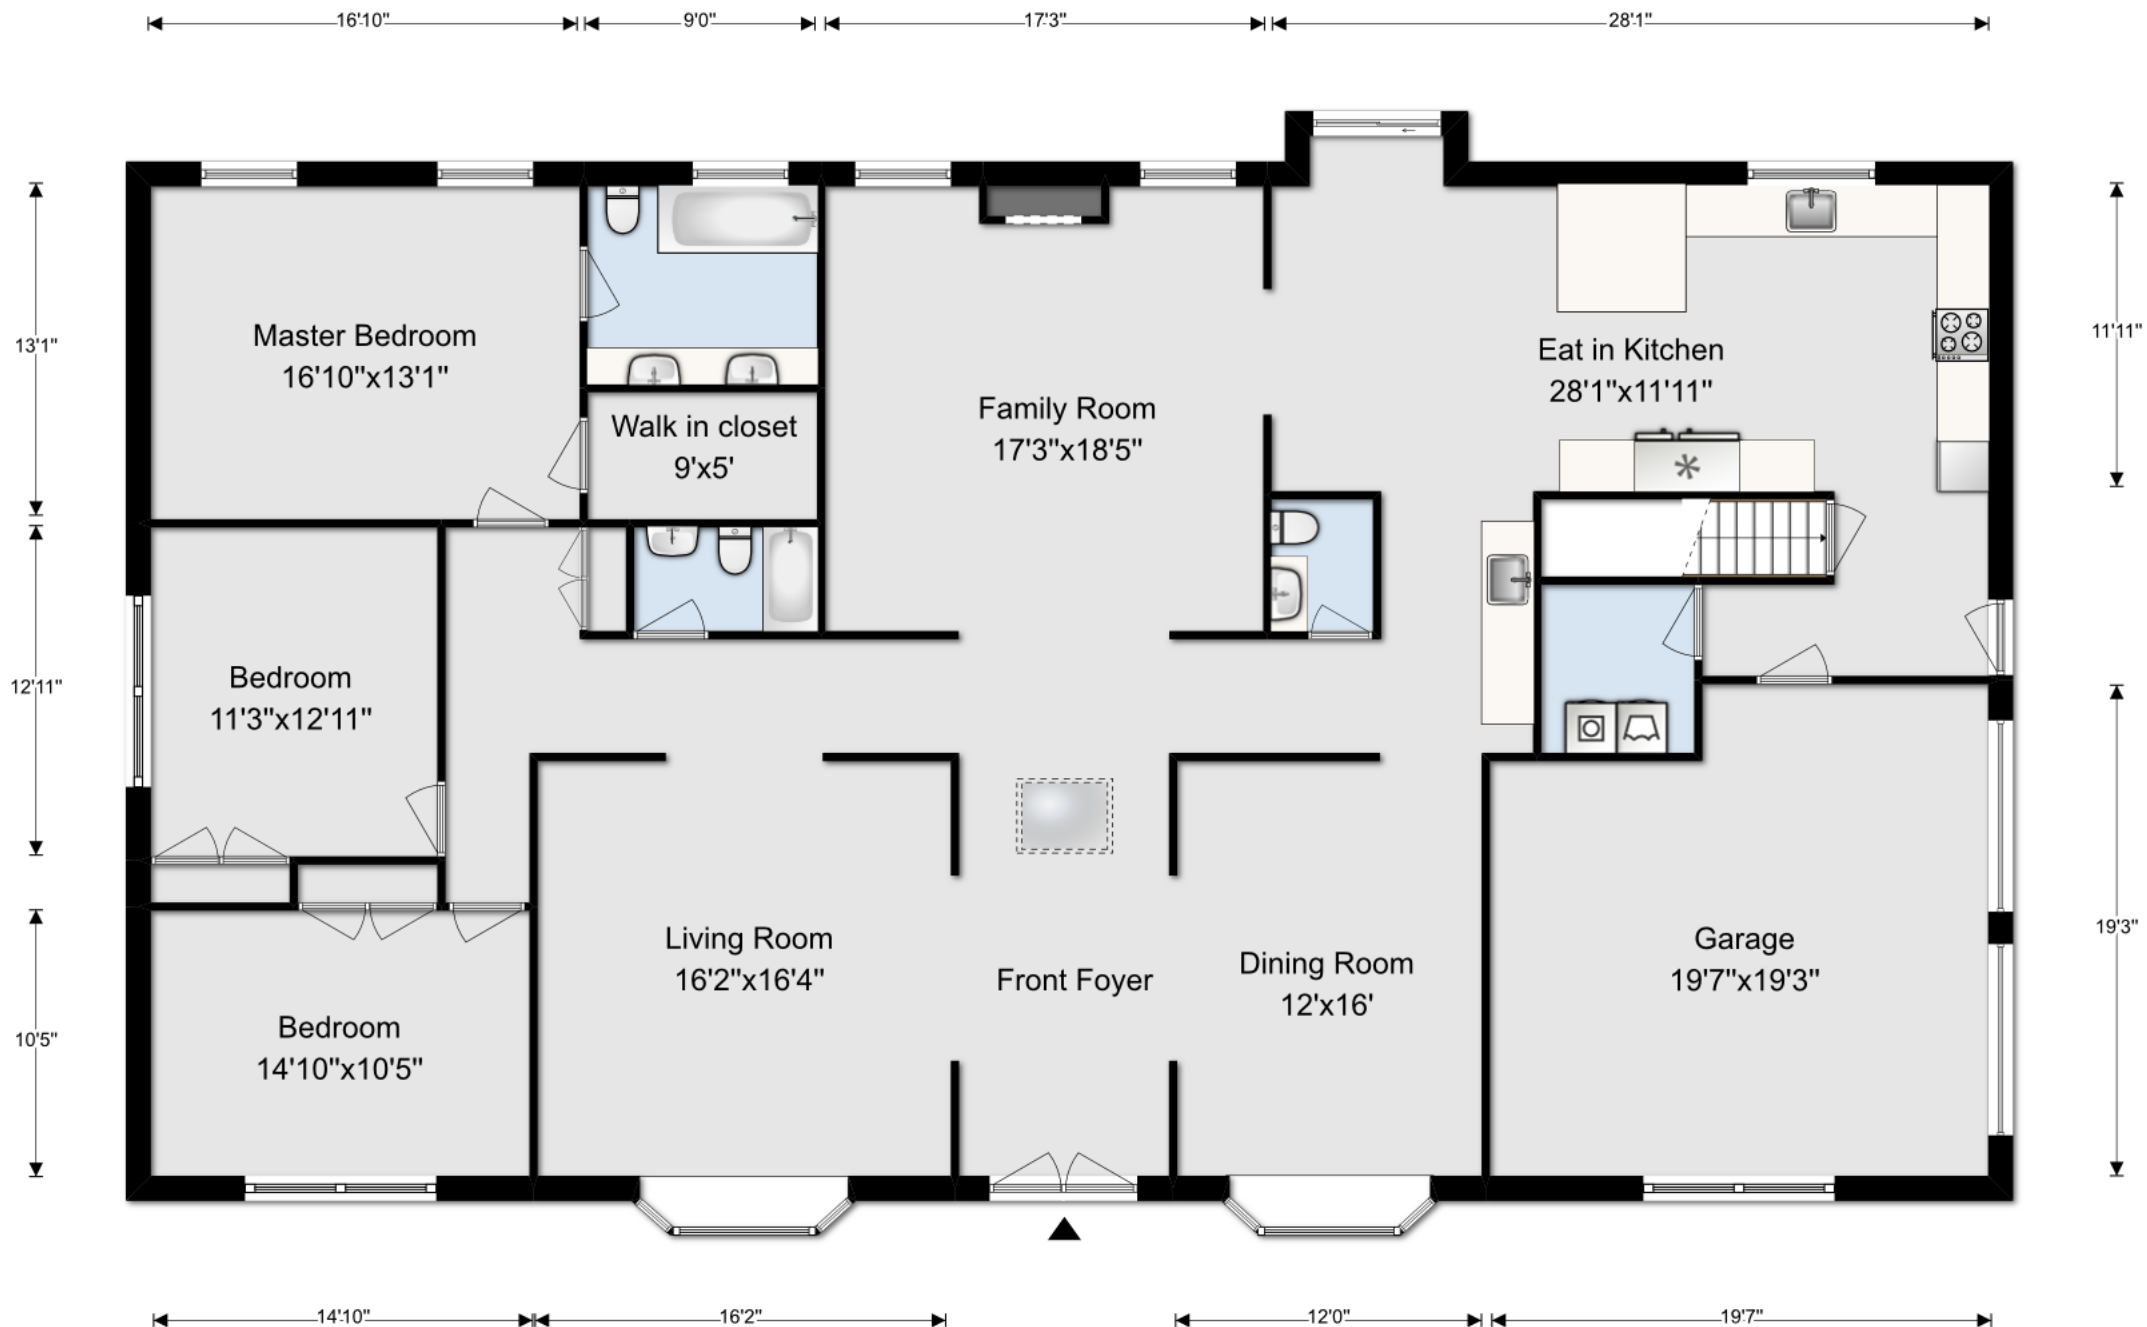 16'10"
9'0"
17'3"
28'1"
13'1"
11'11"
Master Bedroom
16'10"x13'1"
Eat in Kitchen
28'1"x11'11"
Family Room
17'3"x18'5"
Walk in closet
9'x5'
Bedroom
11'3"x12'11"
12'11"
Living Room
16'2"x16'4"
Front Foyer
Dining Room
12'x16'
Garage
19'7"x19'3"
19'3"
Bedroom
14'10"x10'5"
10'5"
14'10"
16'2"
12'0"
19'7"